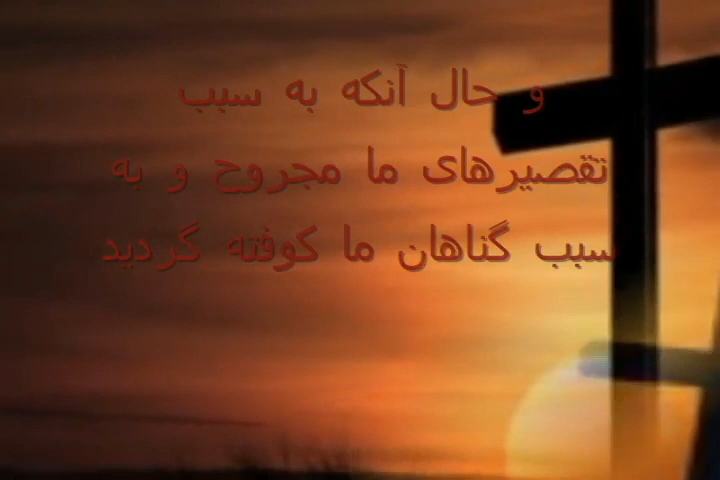 و حال آنکه به سبب
تقصیرهای ما مجروح و به
سبب گناهان ما کوفته گردید